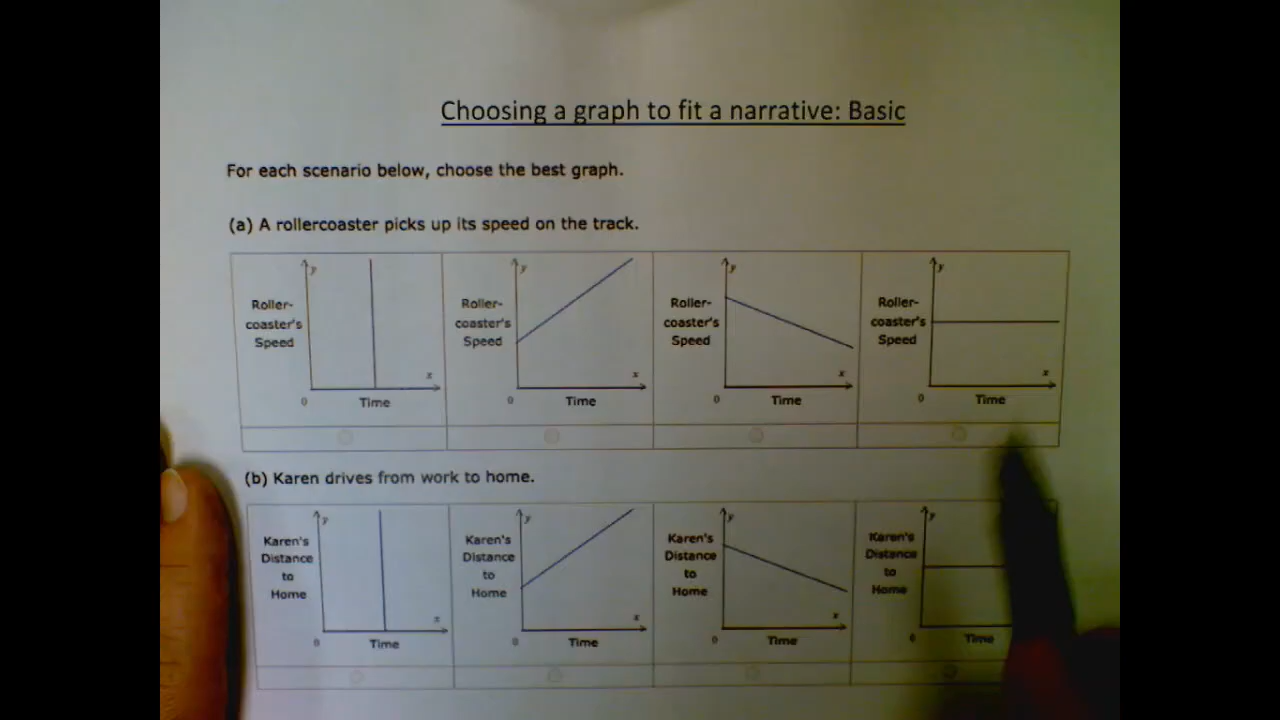 Choosing a graph to fit a narrative: Basic
For each scenario below, choose the best graph.
(a) A rollercoaster picks up its speed on the track.
Roller-
coaster's
Speed
y
x
0
Time
Roller-
coaster's
Speed
y
x
0
Time
Roller-
coaster's
Speed
y
x
0
Time
Roller-
coaster's
Speed
y
x
0
Time
(b) Karen drives from work to home.
Karen's
Distance
to
Home
y
x
0
Time
Karen's
Distance
to
Home
y
x
0
Time
Karen's
Distance
to
Home
y
x
0
Time
Karen's
Distance
to
Home
y
0
Time